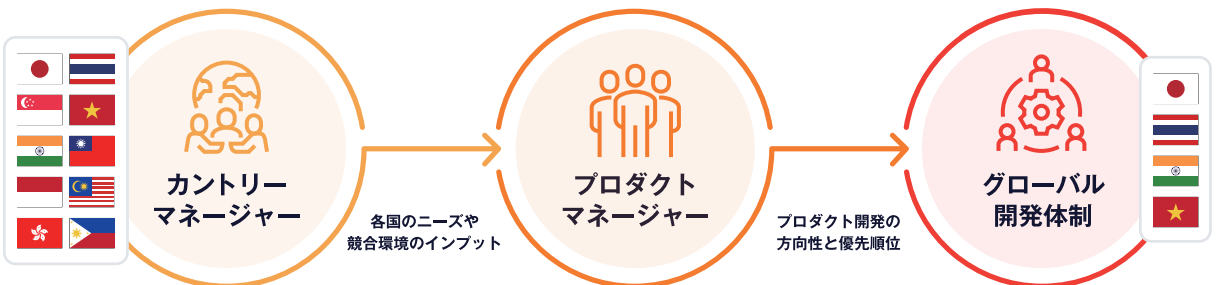 カントリー
マネージャー
各国のニーズや
競合環境のインプット
プロダクト
マネージャー
プロダクト開発の
方向性と優先順位
グローバル
開発体制